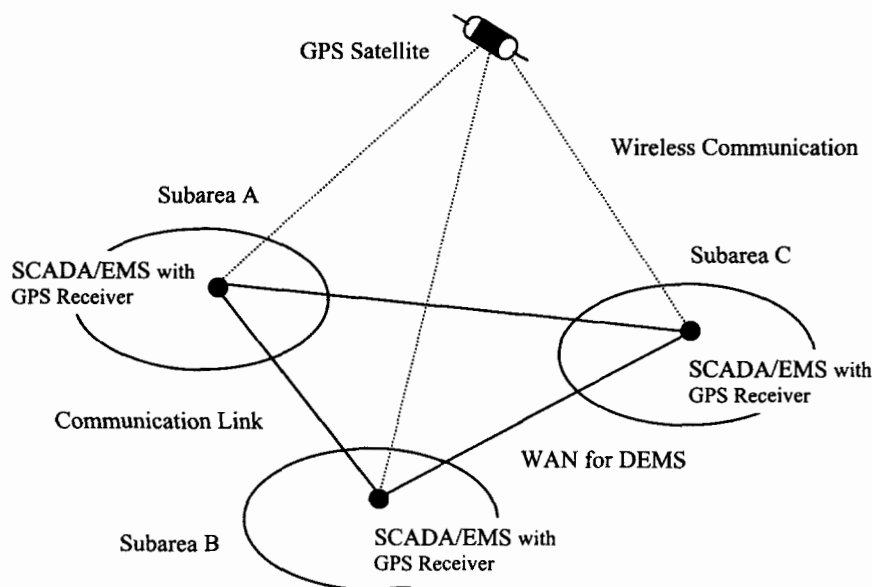 GPS Satellite
Wireless Communication
Subarea A
Subarea C
SCADA/EMS with
GPS Receiver
SCADA/EMS with
GPS Receiver
Communication Link
WAN for DEMS
Subarea B
SCADA/EMS with
GPS Receiver